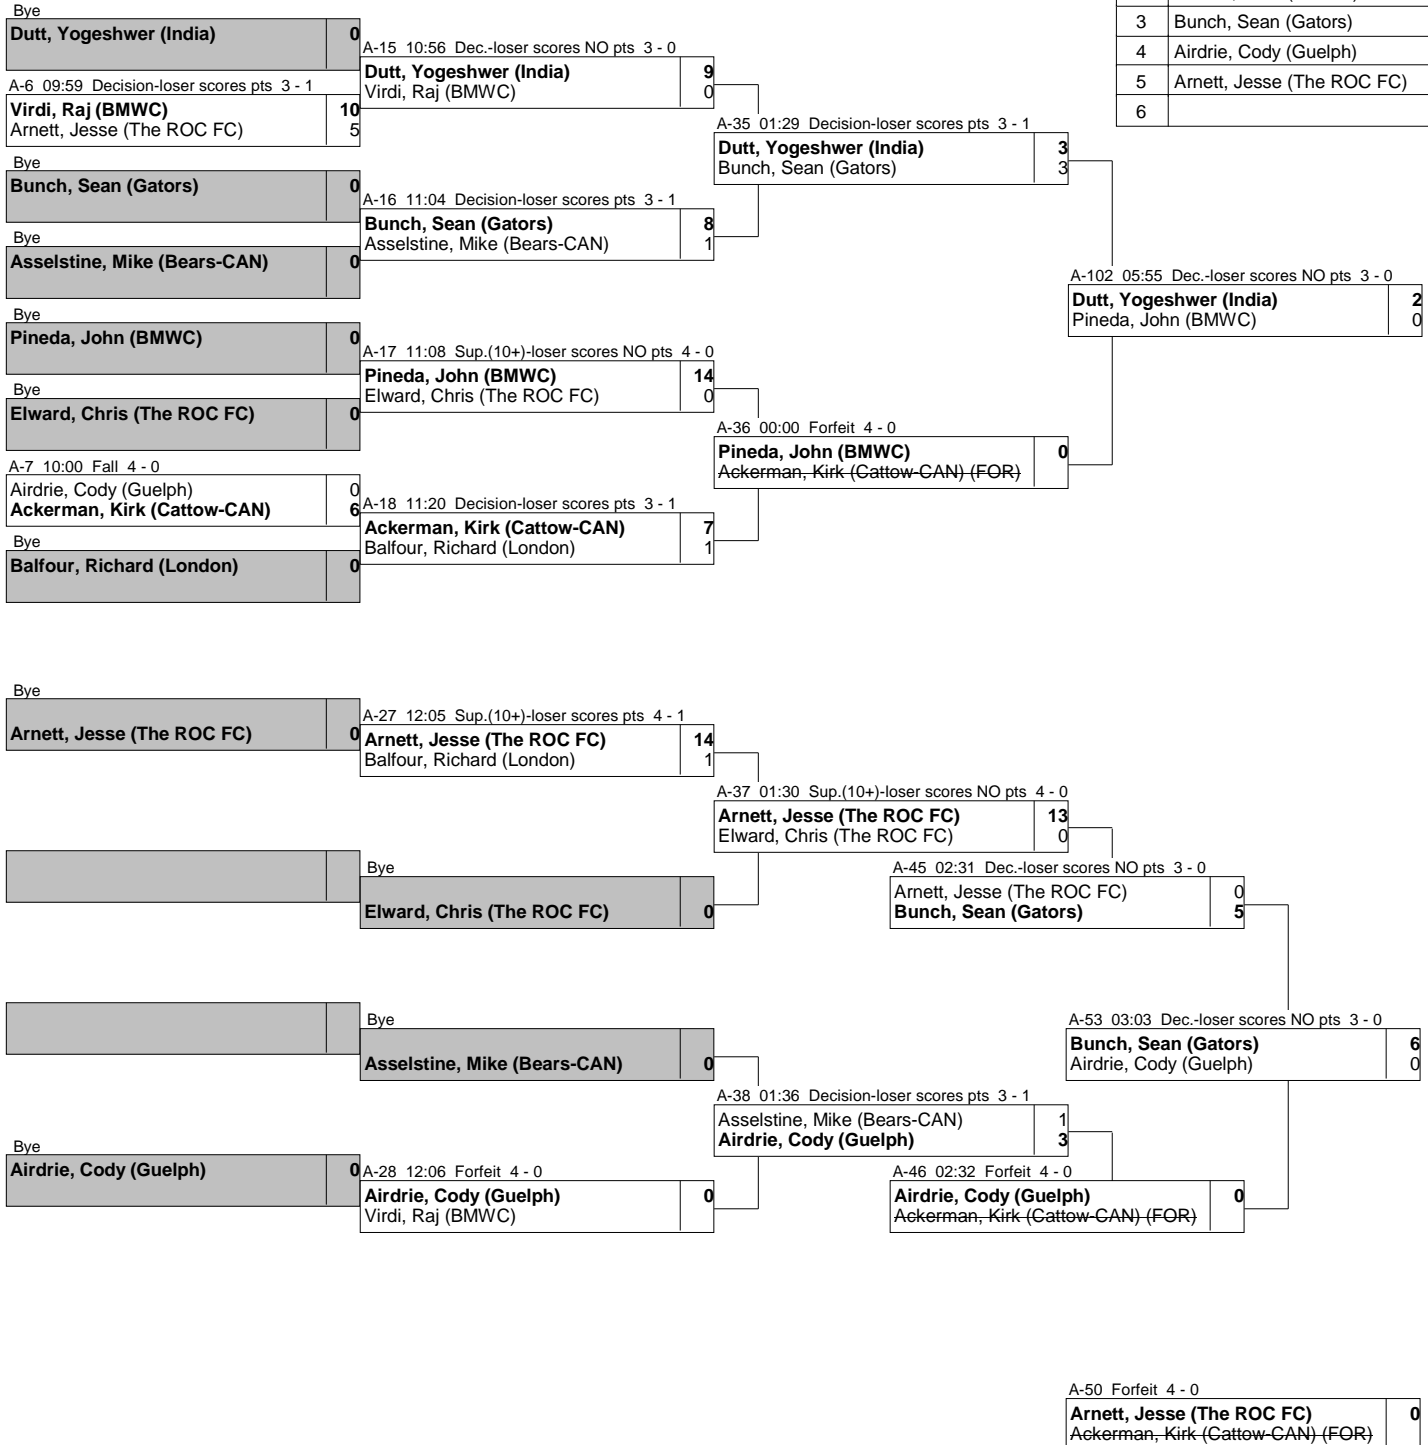 Bye
Dutt, Yogeshwer (India) 0
A-6 09:59 Decision-loser scores pts 3 - 1
Virdi, Raj (BMWC) 10
Arnett, Jesse (The ROC FC) 5
Bye
Bunch, Sean (Gators) 0
Bye
Asselstine, Mike (Bears-CAN) 0
Bye
Pineda, John (BMWC) 0
Bye
Elward, Chris (The ROC FC) 0
A-7 10:00 Fall 4 - 0
Airdrie, Cody (Guelph) 0
Ackerman, Kirk (Cattow-CAN) 6
Bye
Balfour, Richard (London) 0
A-15 10:56 Dec.-loser scores NO pts 3 - 0
Dutt, Yogeshwer (India) 9
Virdi, Raj (BMWC) 0
A-16 11:04 Decision-loser scores pts 3 - 1
Bunch, Sean (Gators) 8
Asselstine, Mike (Bears-CAN) 1
A-17 11:08 Sup.(10+)-loser scores NO pts 4 - 0
Pineda, John (BMWC) 14
Elward, Chris (The ROC FC) 0
A-18 11:20 Decision-loser scores pts 3 - 1
Ackerman, Kirk (Cattow-CAN) 7
Balfour, Richard (London) 1
A-35 01:29 Decision-loser scores pts 3 - 1
Dutt, Yogeshwer (India) 3
Bunch, Sean (Gators) 3
A-36 00:00 Forfeit 4 - 0
Pineda, John (BMWC) 0
Ackerman, Kirk (Cattow-CAN) (FOR)
A-102 05:55 Dec.-loser scores NO pts 3 - 0
Dutt, Yogeshwer (India) 2
Pineda, John (BMWC) 0
3 Bunch, Sean (Gators)
4 Airdrie, Cody (Guelph)
5 Arnett, Jesse (The ROC FC)
6
Bye
Arnett, Jesse (The ROC FC) 0
Bye
Airdrie, Cody (Guelph) 0
A-27 12:05 Sup.(10+)-loser scores pts 4 - 1
Arnett, Jesse (The ROC FC) 14
Balfour, Richard (London) 1
Bye
Elward, Chris (The ROC FC) 0
Bye
Asselstine, Mike (Bears-CAN) 0
A-28 12:06 Forfeit 4 - 0
Airdrie, Cody (Guelph) 0
Virdi, Raj (BMWC)
A-37 01:30 Sup.(10+)-loser scores NO pts 4 - 0
Arnett, Jesse (The ROC FC) 13
Elward, Chris (The ROC FC) 0
A-38 01:36 Decision-loser scores pts 3 - 1
Asselstine, Mike (Bears-CAN) 1
Airdrie, Cody (Guelph) 3
A-45 02:31 Dec.-loser scores NO pts 3 - 0
Arnett, Jesse (The ROC FC) 0
Bunch, Sean (Gators) 5
A-46 02:32 Forfeit 4 - 0
Airdrie, Cody (Guelph) 0
Ackerman, Kirk (Cattow-CAN) (FOR)
A-53 03:03 Dec.-loser scores NO pts 3 - 0
Bunch, Sean (Gators) 6
Airdrie, Cody (Guelph) 0
A-50 Forfeit 4 - 0
Arnett, Jesse (The ROC FC) 0
Ackerman, Kirk (Cattow-CAN) (FOR)